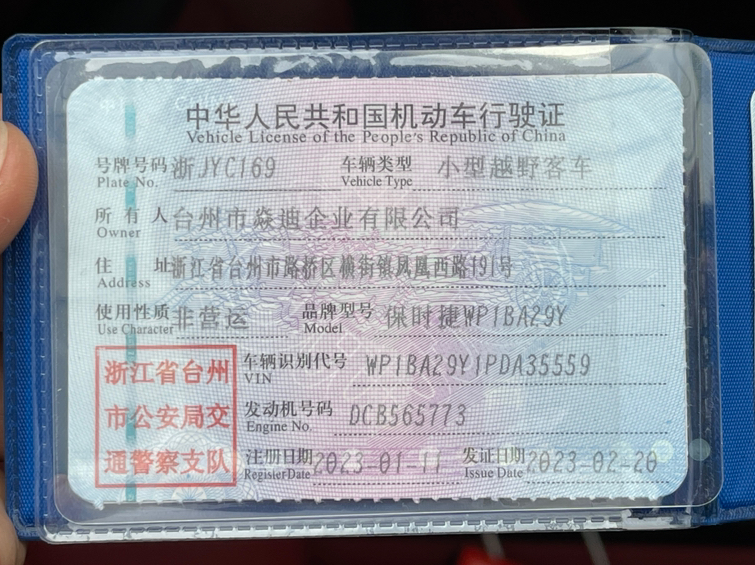 中华人民共和国机动车行驶证
Vehicle License of the People's Republic of China
号牌号码 浙JYC169 车辆类型 小型越野客车
Plate No. Vehicle Type
所有人 台州市焱迪企业有限公司
Owner
住址 浙江省台州市路桥区横街镇凤凰西路191号
Address
使用性质 非营运 品牌型号 保时捷WP1BA29Y
Use Character Model
浙江省台州
市公安局交
通警察支队
车辆识别代号 WP1BA29Y1PDA35559
VIN
发动机号码 DCB565773
Engine No.
注册日期 2023-01-11 发证日期 2023-02-20
Register Date Issue Date